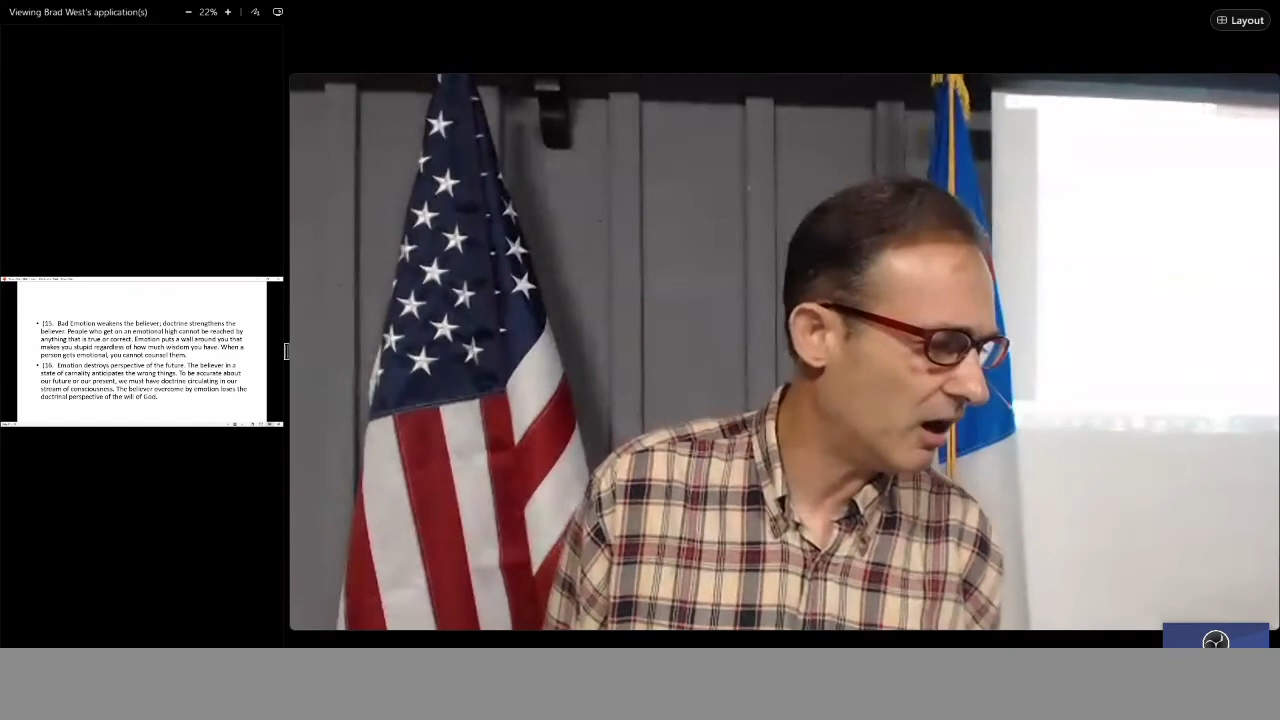 Viewing Brad West's application(s)
22%
Layout
• (15. Bad Emotion weakens the believer; doctrine strengthens the
believer. People who get on an emotional high cannot be reached by
anything that is true or correct. Emotion puts a wall around you that
makes you stupid regardless of how much wisdom you have. When a
person gets emotional, you cannot counsel them.
• (16. Emotion destroys perspective of the future. The believer in a
state of carnality anticipates the wrong things. To be accurate about
our future or our present, we must have doctrine circulating in our
stream of consciousness. The believer overcome by emotion loses the
doctrinal perspective of the will of God.